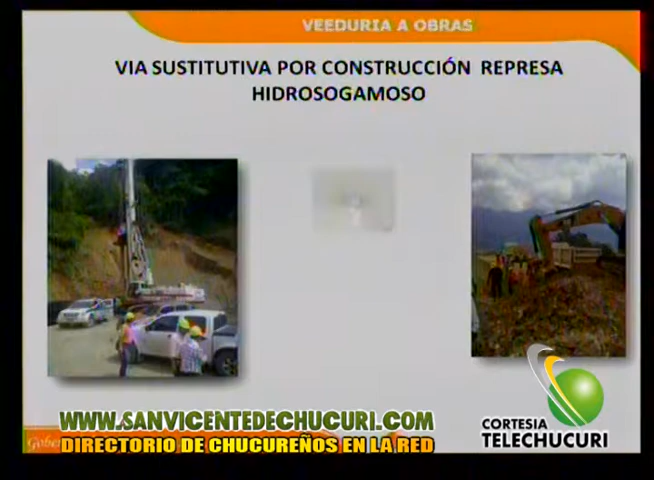 VEEDURIA A OBRAS
VIA SUSTITUTIVA POR CONSTRUCCIÓN REPRESA
HIDROSOGAMOSO
WWW.SANVICENTEDECHUCURI.COM
DIRECTORIO DE CHUCUREÑOS EN LA RED
CORTESIA
TELECHUCURI